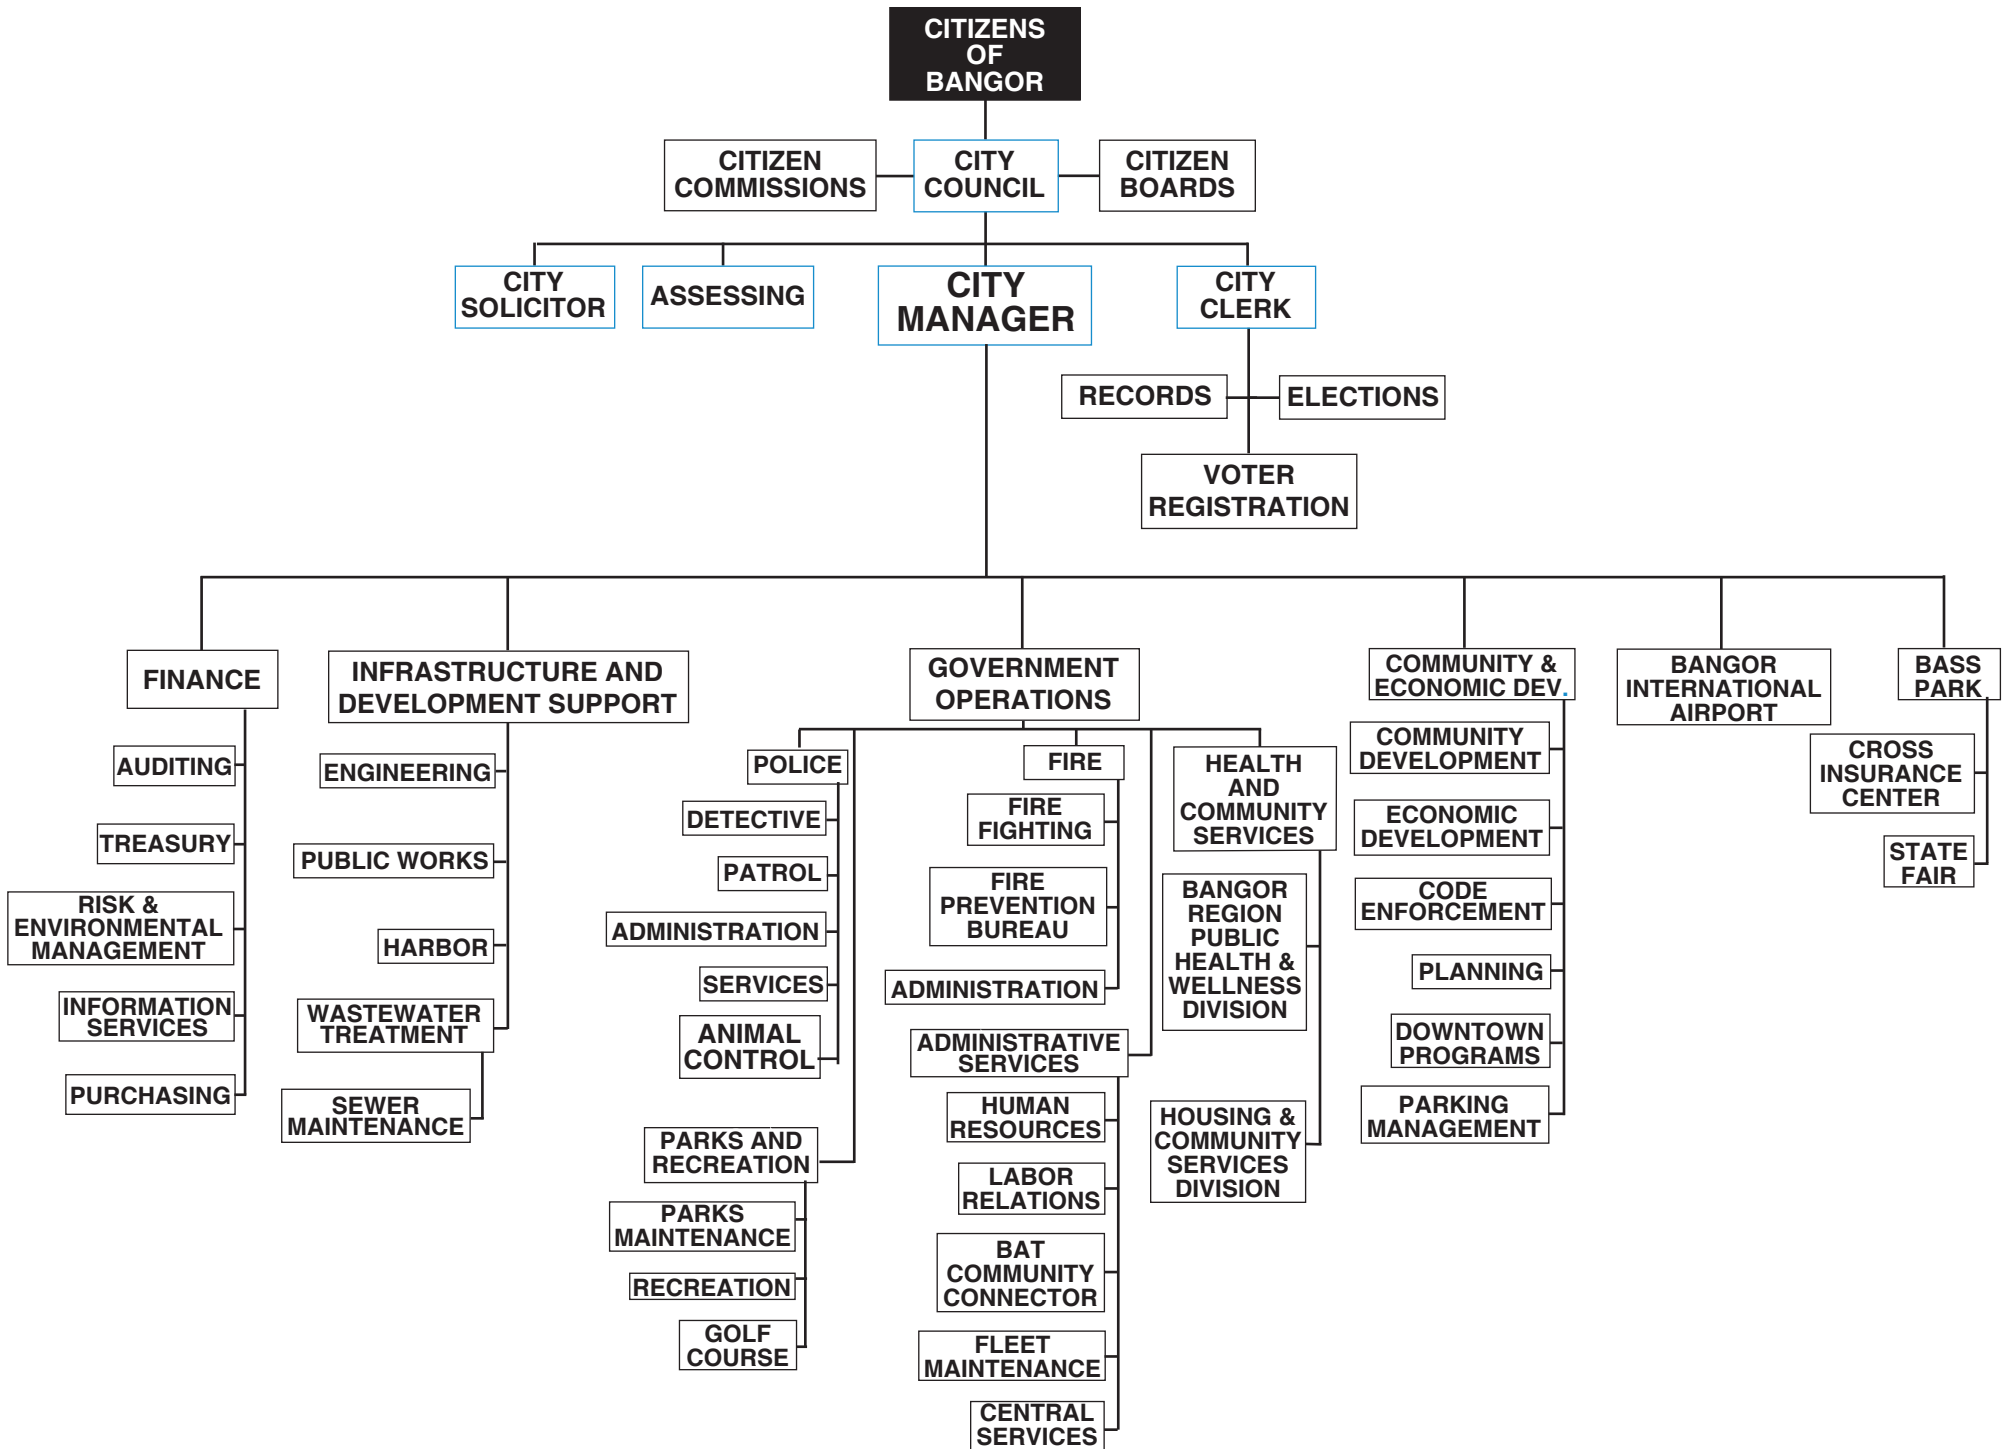 CITIZENS
OF
BANGOR
CITIZEN
COMMISSIONS
CITY
COUNCIL
CITIZEN
BOARDS
CITY
SOLICITOR
ASSESSING
CITY
MANAGER
CITY
CLERK
RECORDS
ELECTIONS
VOTER
REGISTRATION
FINANCE
AUDITING
TREASURY
RISK &
ENVIRONMENTAL
MANAGEMENT
INFORMATION
SERVICES
PURCHASING
INFRASTRUCTURE AND
DEVELOPMENT SUPPORT
ENGINEERING
PUBLIC WORKS
HARBOR
WASTEWATER
TREATMENT
SEWER
MAINTENANCE
GOVERNMENT
OPERATIONS
POLICE
DETECTIVE
PATROL
ADMINISTRATION
SERVICES
ANIMAL
CONTROL
PARKS AND
RECREATION
PARKS
MAINTENANCE
RECREATION
GOLF
COURSE
FIRE
FIRE
FIGHTING
FIRE
PREVENTION
BUREAU
ADMINISTRATION
ADMINISTRATIVE
SERVICES
HUMAN
RESOURCES
LABOR
RELATIONS
BAT
COMMUNITY
CONNECTOR
FLEET
MAINTENANCE
CENTRAL
SERVICES
HEALTH
AND
COMMUNITY
SERVICES
BANGOR
REGION
PUBLIC
HEALTH &
WELLNESS
DIVISION
HOUSING &
COMMUNITY
SERVICES
DIVISION
COMMUNITY &
ECONOMIC DEV.
COMMUNITY
DEVELOPMENT
ECONOMIC
DEVELOPMENT
CODE
ENFORCEMENT
PLANNING
DOWNTOWN
PROGRAMS
PARKING
MANAGEMENT
BANGOR
INTERNATIONAL
AIRPORT
BASS
PARK
CROSS
INSURANCE
CENTER
STATE
FAIR